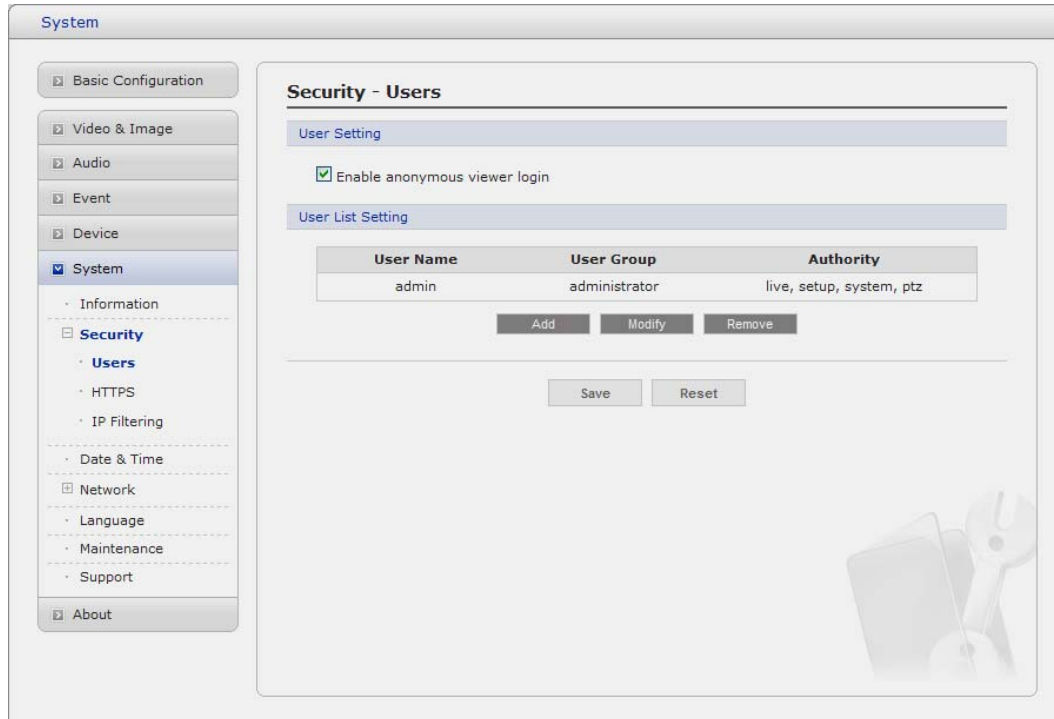 System
Basic Configuration
Video & Image
Audio
Event
Device
System
Information
Security
Users
HTTPS
IP Filtering
Date & Time
Network
Language
Maintenance
Support
About
Security - Users
User Setting
Enable anonymous viewer login
User List Setting
User Name User Group Authority
admin administrator live, setup, system, ptz
Add Modify Remove
Save Reset